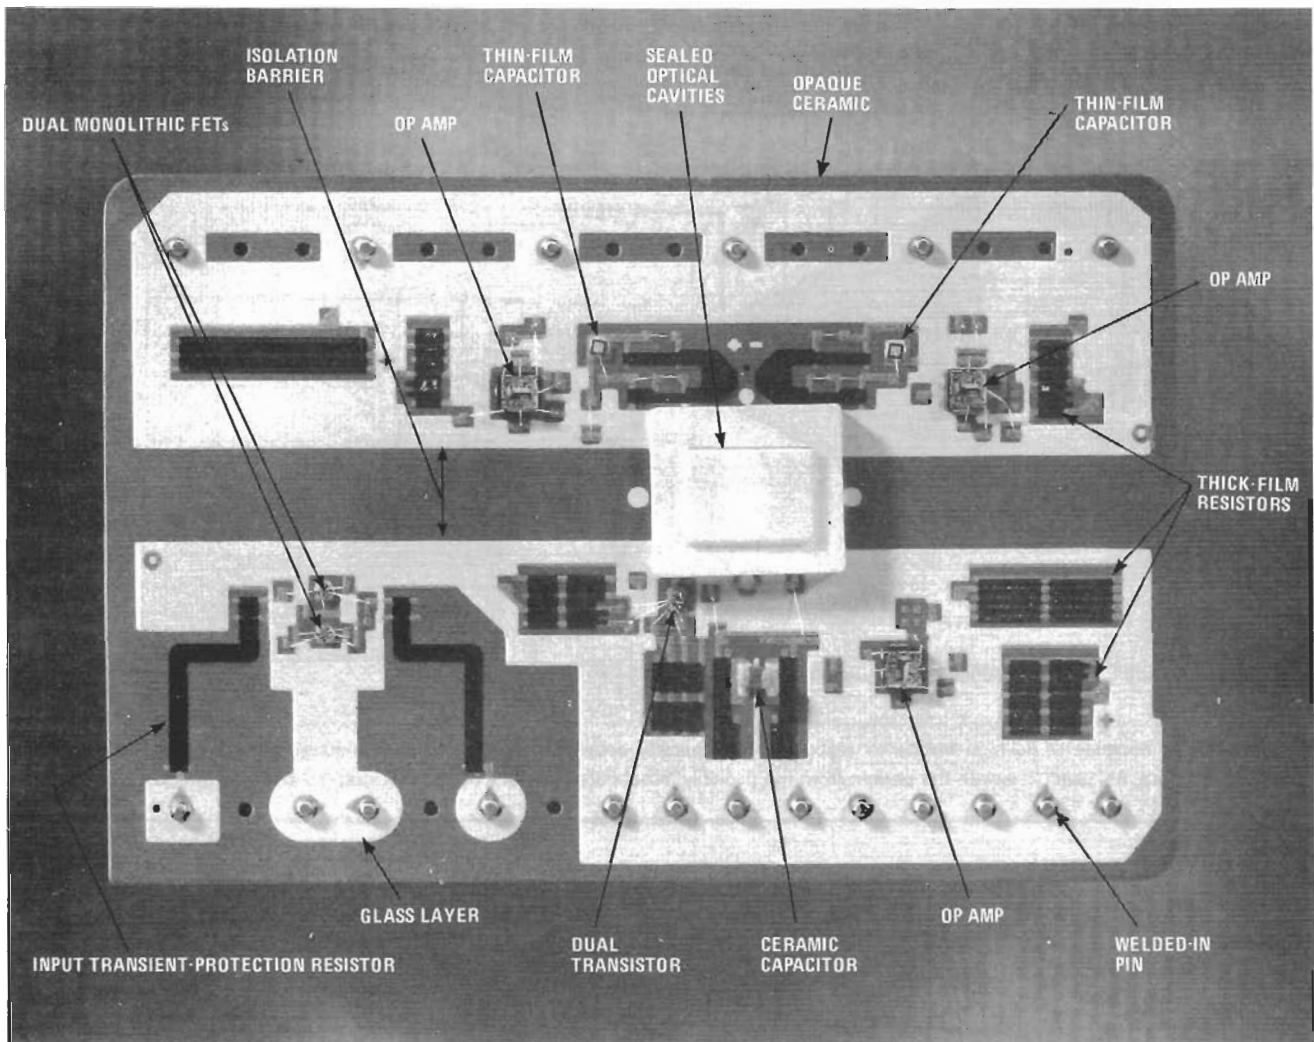 ISOLATION
BARRIER
THIN-FILM
CAPACITOR
SEALED
OPTICAL
CAVITIES
OPAQUE
CERAMIC
THIN-FILM
CAPACITOR
DUAL MONOLITHIC FETs
OP AMP
OP AMP
THICK-FILM
RESISTORS
GLASS LAYER
OP AMP
INPUT TRANSIENT-PROTECTION RESISTOR
DUAL
TRANSISTOR
CERAMIC
CAPACITOR
WELDED-IN
PIN